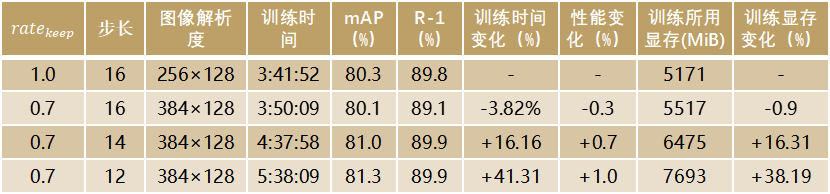 rate_keep 步长 图像解析度 训练时间 mAP (%) R-1 (%) 训练时间变化（%） 性能变化（%） 训练所用显存(MiB) 训练显存变化（%）
1.0 16 256×128 3:41:52 80.3 89.8 - - 5171 -
0.7 16 384×128 3:50:09 80.1 89.1 -3.82% -0.3 5517 -0.9
0.7 14 384×128 4:37:58 81.0 89.9 +16.16 +0.7 6475 +16.31
0.7 12 384×128 5:38:09 81.3 89.9 +41.31 +1.0 7693 +38.19